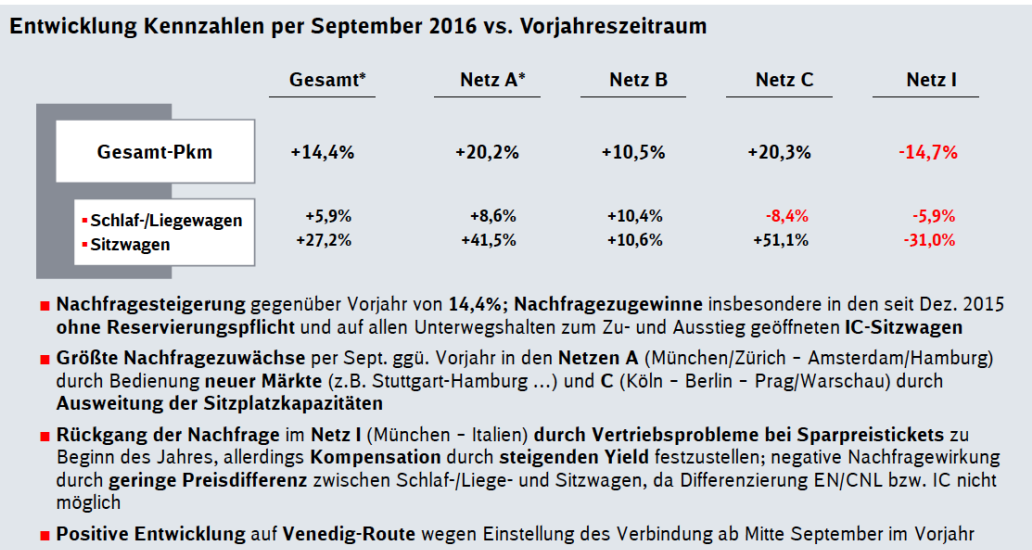 Entwicklung Kennzahlen per September 2016 vs. Vorjahreszeitraum
Gesamt* Netz A* Netz B Netz C Netz I
Gesamt-Pkm +14,4% +20,2% +10,5% +20,3% -14,7%
▪ Schlaf-/Liegewagen +5,9% +8,6% +10,4% -8,4% -5,9%
▪ Sitzwagen +27,2% +41,5% +10,6% +51,1% -31,0%
■ Nachfragesteigerung gegenüber Vorjahr von 14,4%; Nachfragezugewinne insbesondere in den seit Dez. 2015
ohne Reservierungspflicht und auf allen Unterwegshalten zum Zu- und Ausstieg geöffneten IC-Sitzwagen
■ Größte Nachfragezuwächse per Sept. ggü. Vorjahr in den Netzen A (München/Zürich – Amsterdam/Hamburg)
durch Bedienung neuer Märkte (z.B. Stuttgart-Hamburg ...) und C (Köln – Berlin – Prag/Warschau) durch
Ausweitung der Sitzplatzkapazitäten
■ Rückgang der Nachfrage im Netz I (München – Italien) durch Vertriebsprobleme bei Sparpreistickets zu
Beginn des Jahres, allerdings Kompensation durch steigenden Yield festzustellen; negative Nachfragewirkung
durch geringe Preisdifferenz zwischen Schlaf-/Liege- und Sitzwagen, da Differenzierung EN/CNL bzw. IC nicht
möglich
■ Positive Entwicklung auf Venedig-Route wegen Einstellung des Verbindung ab Mitte September im Vorjahr